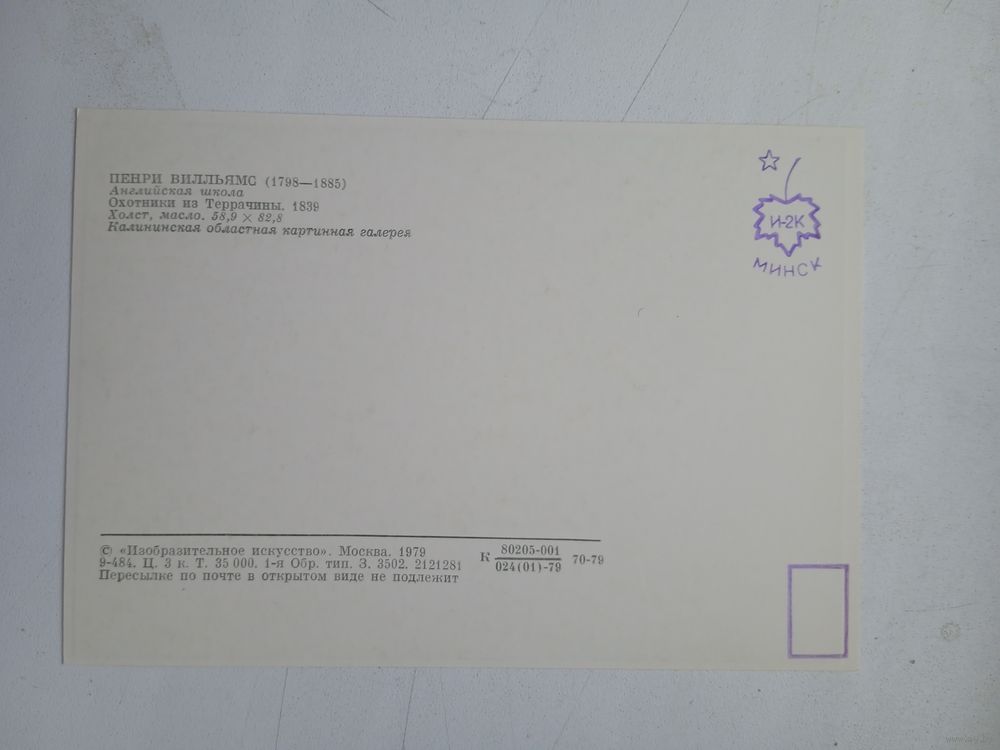 ПЕНРИ ВИЛЛЬЯМС (1798—1885)
Английская школа
Охотники из Террачины. 1839
Холст, масло. 58,9 × 82,8
Калининская областная картинная галерея
И-2К
МИНСК
© «Изобразительное искусство». Москва. 1979
9-484. Ц. 3 к. Т. 35 000. 1-я Обр. тип. З. 3502. 2121281
Пересылке по почте в открытом виде не подлежит
К 80205-001
024(01)-79 70-79